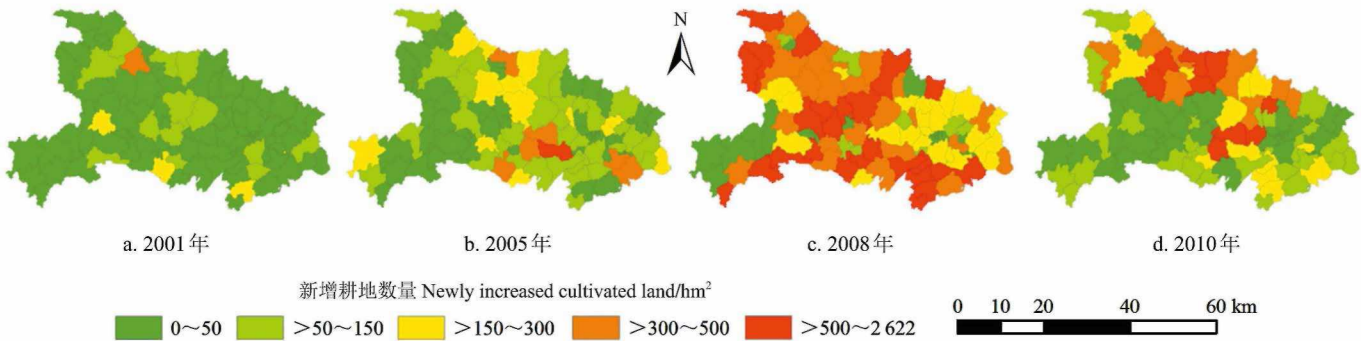 N
a. 2001年
b. 2005年
c. 2008年
d. 2010年
新增耕地数量 Newly increased cultivated land/hm²
0～50
>50～150
>150～300
>300～500
>500～2 622
0 10 20 40 60 km